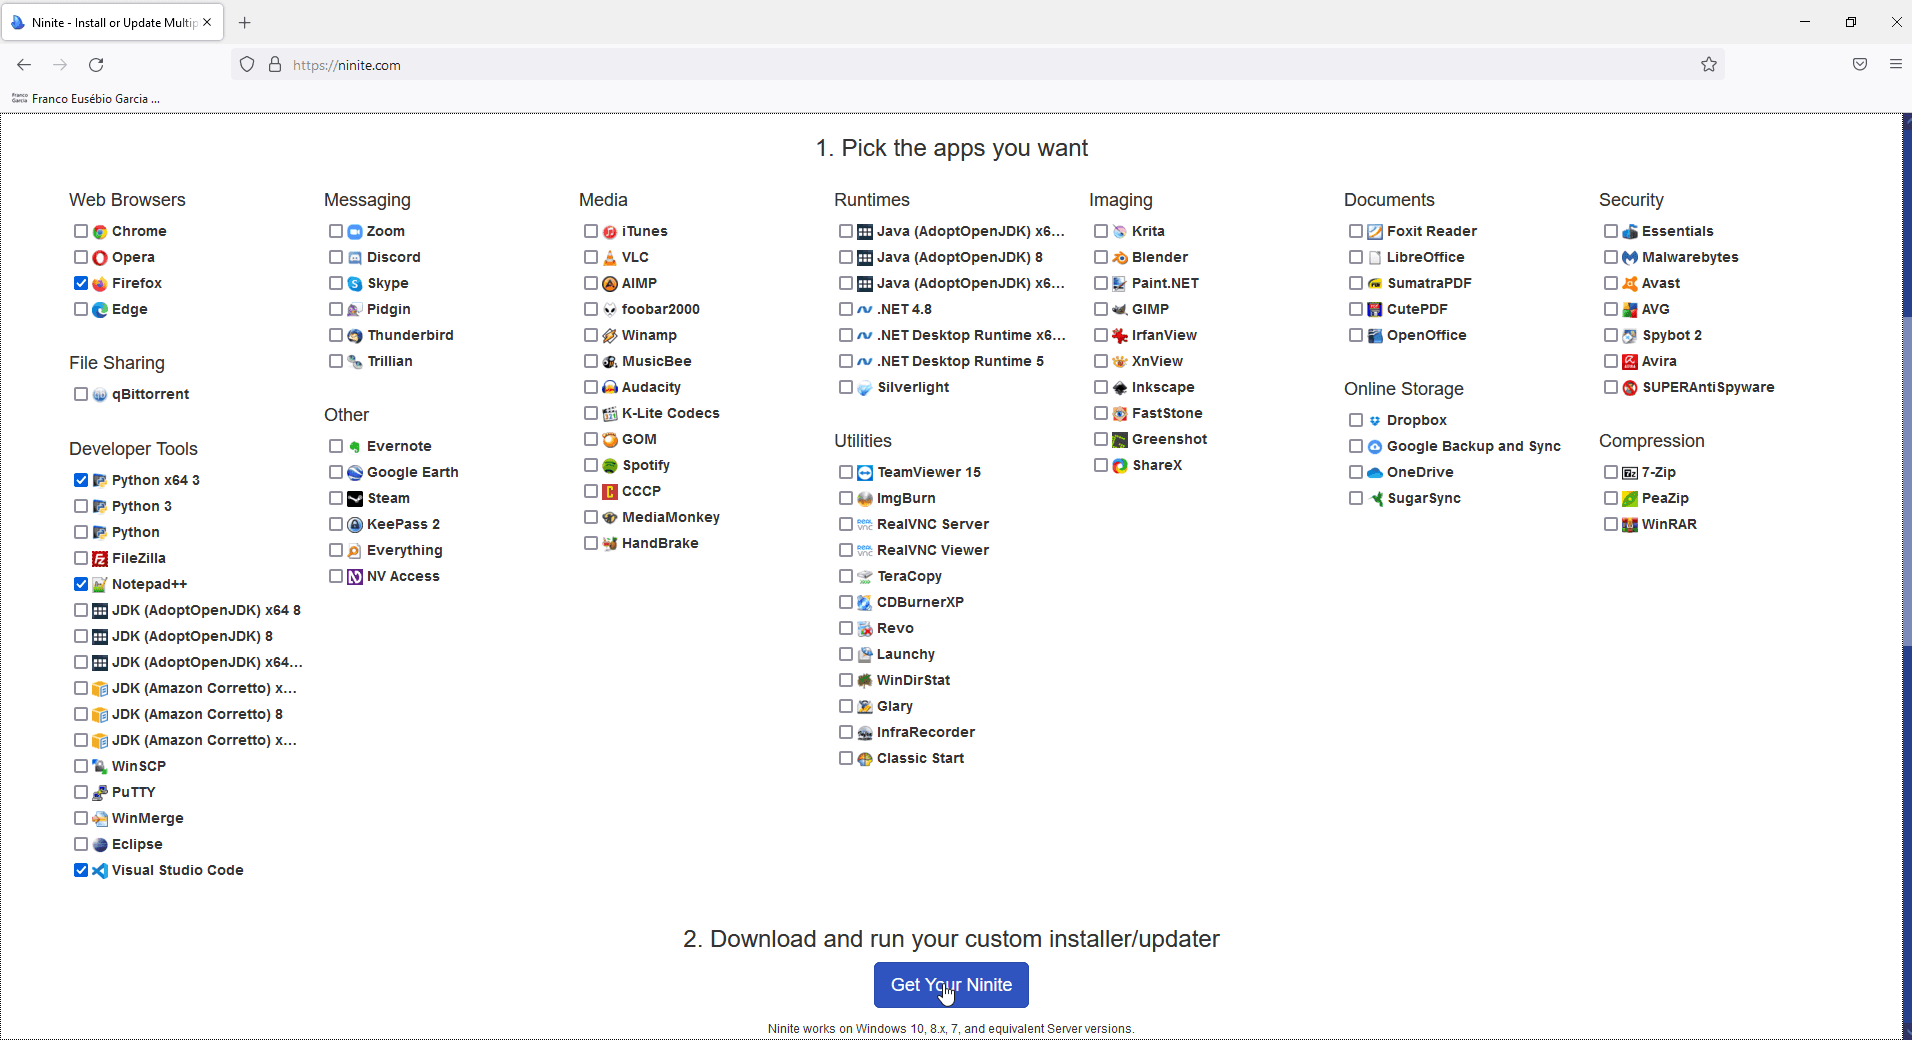 Ninite - Install or Update Multip
https://ninite.com
Franco Eusébio Garcia ...
1. Pick the apps you want
Web Browsers
Chrome
Opera
Firefox
Edge
File Sharing
qBittorrent
Developer Tools
Python x64 3
Python 3
Python
FileZilla
Notepad++
JDK (AdoptOpenJDK) x64 8
JDK (AdoptOpenJDK) 8
JDK (AdoptOpenJDK) x64...
JDK (Amazon Corretto) x...
JDK (Amazon Corretto) 8
JDK (Amazon Corretto) x...
WinSCP
PuTTY
WinMerge
Eclipse
Visual Studio Code
Messaging
Zoom
Discord
Skype
Pidgin
Thunderbird
Trillian
Other
Evernote
Google Earth
Steam
KeePass 2
Everything
NV Access
Media
iTunes
VLC
AIMP
foobar2000
Winamp
MusicBee
Audacity
K-Lite Codecs
GOM
Spotify
CCCP
MediaMonkey
HandBrake
Runtimes
Java (AdoptOpenJDK) x6...
Java (AdoptOpenJDK) 8
Java (AdoptOpenJDK) x6...
.NET 4.8
.NET Desktop Runtime x6...
.NET Desktop Runtime 5
Silverlight
Utilities
TeamViewer 15
ImgBurn
RealVNC Server
RealVNC Viewer
TeraCopy
CDBurnerXP
Revo
Launchy
WinDirStat
Glary
InfraRecorder
Classic Start
Imaging
Krita
Blender
Paint.NET
GIMP
IrfanView
XnView
Inkscape
FastStone
Greenshot
ShareX
Documents
Foxit Reader
LibreOffice
SumatraPDF
CutePDF
OpenOffice
Online Storage
Dropbox
Google Backup and Sync
OneDrive
SugarSync
Security
Essentials
Malwarebytes
Avast
AVG
Spybot 2
Avira
SUPERAntiSpyware
Compression
7-Zip
PeaZip
WinRAR
2. Download and run your custom installer/updater
Get Your Ninite
Ninite works on Windows 10, 8.x, 7, and equivalent Server versions.